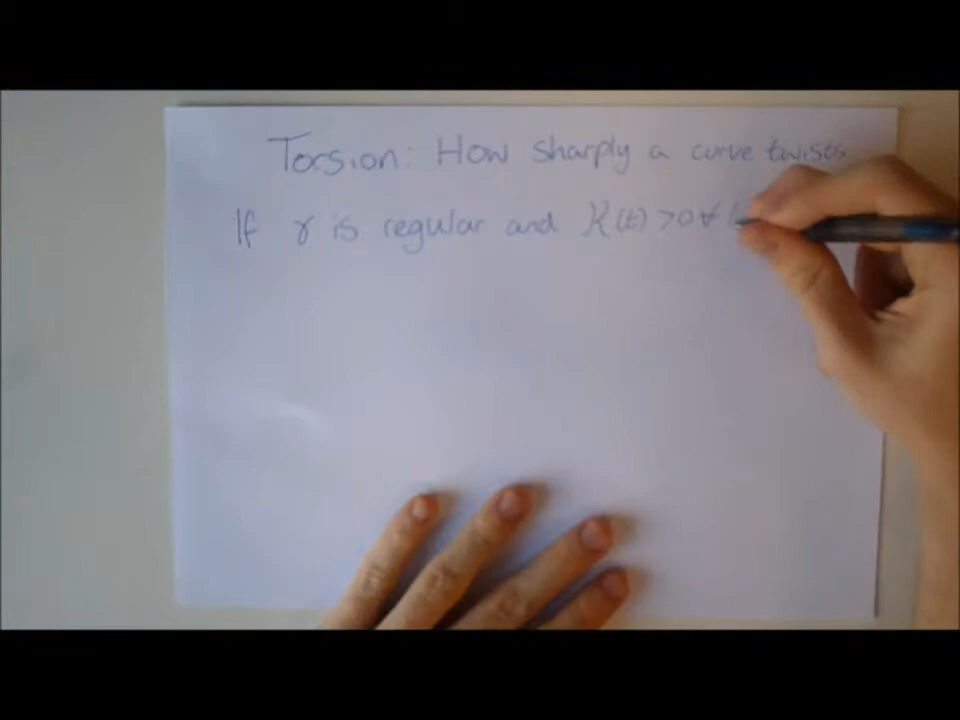 Torsion: How sharply a curve twists
If γ is regular and K(t) >0 ∀